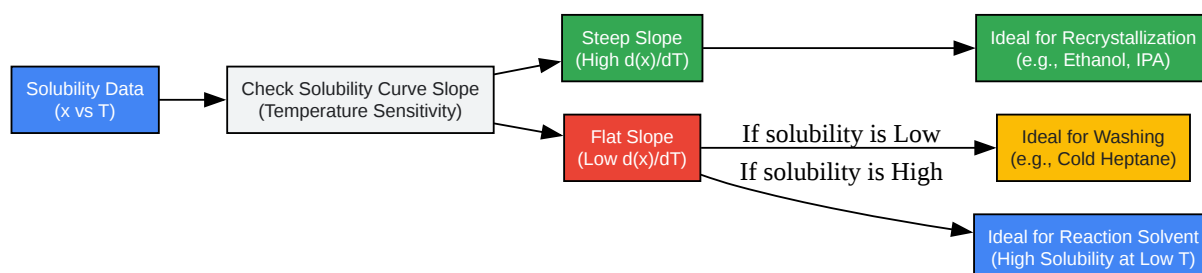 Solubility Data
(x vs T)
Check Solubility Curve Slope
(Temperature Sensitivity)
Steep Slope
(High d(x)/dT)
Ideal for Recrystallization
(e.g., Ethanol, IPA)
Flat Slope
(Low d(x)/dT)
If solubility is Low
Ideal for Washing
(e.g., Cold Heptane)
If solubility is High
Ideal for Reaction Solvent
(High Solubility at Low T)